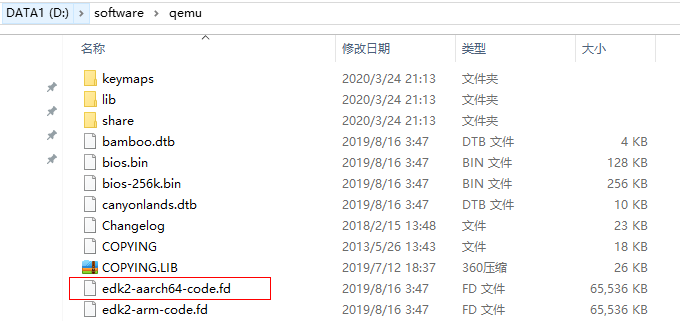 DATA1 (D:) > software > qemu
名称 修改日期 类型 大小
keymaps 2020/3/24 21:13 文件夹
lib 2020/3/24 21:13 文件夹
share 2020/3/24 21:13 文件夹
bamboo.dtb 2019/8/16 3:47 DTB 文件 4 KB
bios.bin 2019/8/16 3:47 BIN 文件 128 KB
bios-256k.bin 2019/8/16 3:47 BIN 文件 256 KB
canyonlands.dtb 2019/8/16 3:47 DTB 文件 10 KB
Changelog 2018/2/15 13:48 文件 23 KB
COPYING 2013/5/26 13:43 文件 18 KB
COPYING.LIB 2019/7/12 18:37 360压缩 26 KB
edk2-aarch64-code.fd 2019/8/16 3:47 FD 文件 65,536 KB
edk2-arm-code.fd 2019/8/16 3:47 FD 文件 65,536 KB